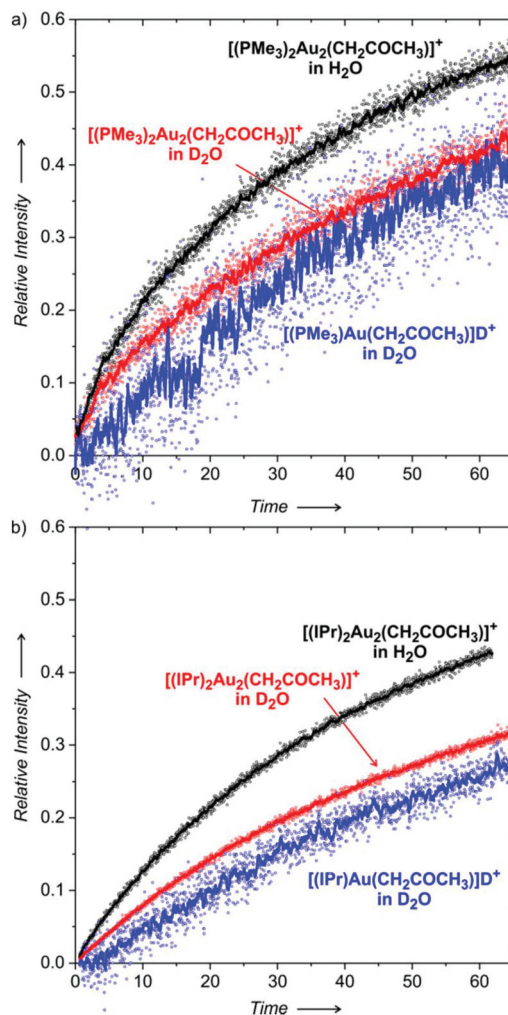 a)
0.6
0.5
0.4
0.3
0.2
0.1
0.0
Relative Intensity
[(PMe₃)₂Au₂(CH₂COCH₃)]⁺
in H₂O
[(PMe₃)₂Au₂(CH₂COCH₃)]⁺
in D₂O
[(PMe₃)Au(CH₂COCH₃)]D⁺
in D₂O
0 10 20 30 40 50 60
Time
b)
0.6
0.5
0.4
0.3
0.2
0.1
0.0
Relative Intensity
[(IPr)₂Au₂(CH₂COCH₃)]⁺
in H₂O
[(IPr)₂Au₂(CH₂COCH₃)]⁺
in D₂O
[(IPr)Au(CH₂COCH₃)]D⁺
in D₂O
0 10 20 30 40 50 60
Time